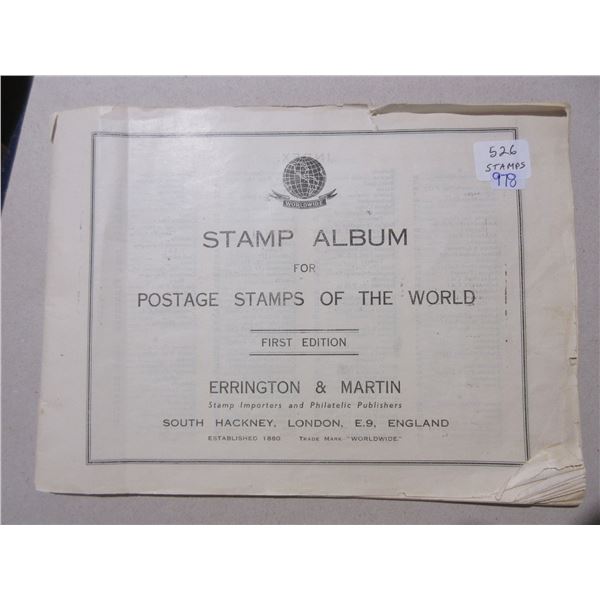 526
STAMPS
978
INDEX
WORLDWIDE
STAMP ALBUM
FOR
POSTAGE STAMPS OF THE WORLD
FIRST EDITION
ERRINGTON & MARTIN
Stamp Importers and Philatelic Publishers
SOUTH HACKNEY, LONDON, E.9, ENGLAND
ESTABLISHED 1880 TRADE MARK "WORLDWIDE"